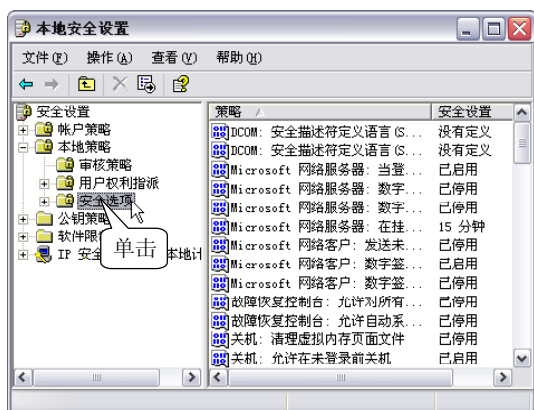 本地安全设置
文件(F) 操作(A) 查看(V) 帮助(H)
安全设置
帐户策略
本地策略
审核策略
用户权利指派
安全选项
公钥策略
软件限
IP 安全 本地计
单击
策略 安全设置
DCOM: 安全描述符定义语言(S... 没有定义
DCOM: 安全描述符定义语言(S... 没有定义
Microsoft 网络服务器: 当登... 已启用
Microsoft 网络服务器: 数字... 已停用
Microsoft 网络服务器: 数字... 已停用
Microsoft 网络服务器: 在挂... 15 分钟
Microsoft 网络客户: 发送未... 已停用
Microsoft 网络客户: 数字签... 已启用
Microsoft 网络客户: 数字签... 已停用
故障恢复控制台: 允许对所有... 已停用
故障恢复控制台: 允许自动系... 已停用
关机: 清理虚拟内存页面文件 已停用
关机: 允许在未登录前关机 已启用